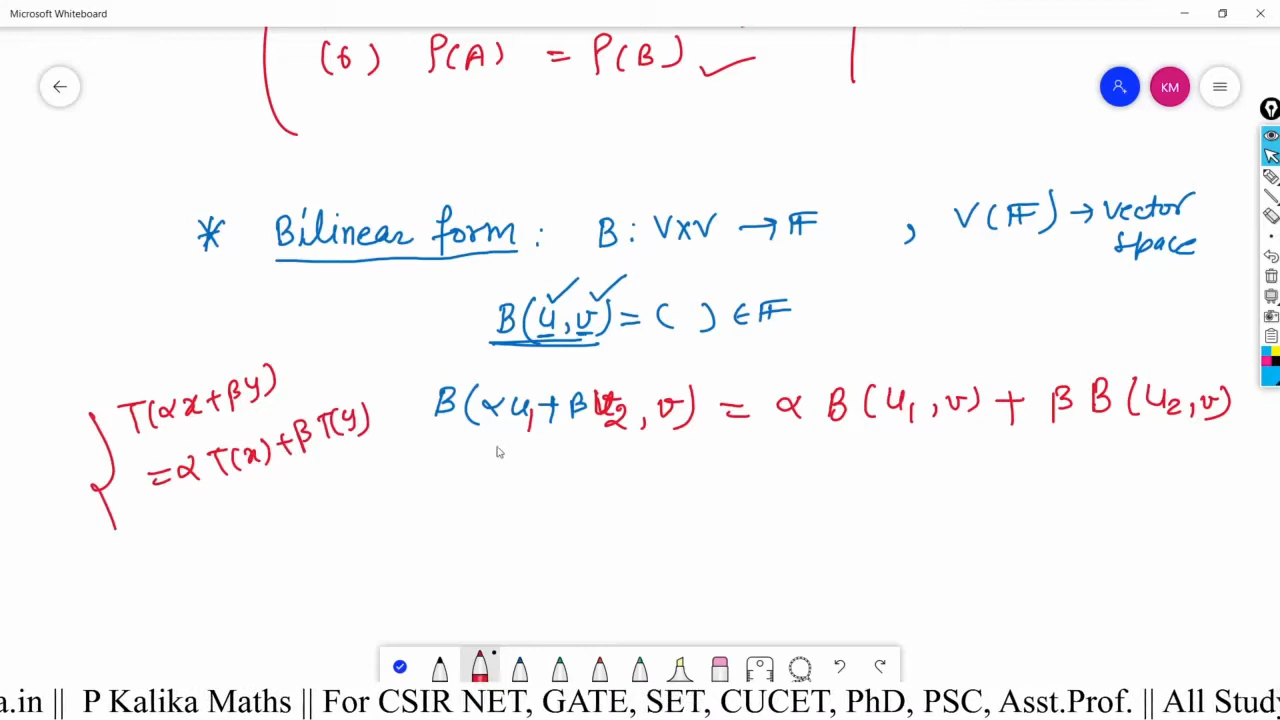 Microsoft Whiteboard
(6) ρ(A) = ρ(B) ✓
KM
* Bilinear form : B : V×V → 𝔽 , V(𝔽) → vector space
B(u,v) = ( ) ∈ 𝔽
T(αx+βy)
= α T(x) + β T(y)
B(αu₁+βu₂, v) = α B(u₁, v) + β B(u₂, v)
a.in || P Kalika Maths || For CSIR NET, GATE, SET, CUCET, PhD, PSC, Asst.Prof. || All Study